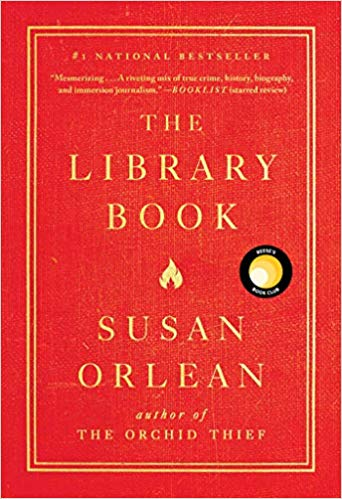 #1 NATIONAL BESTSELLER
"Mesmerizing . . . A riveting mix of true crime, history, biography,
and immersion journalism." —BOOKLIST (starred review)
THE
LIBRARY
BOOK
REESE'S
BOOK CLUB
SUSAN
ORLEAN
author of
THE ORCHID THIEF